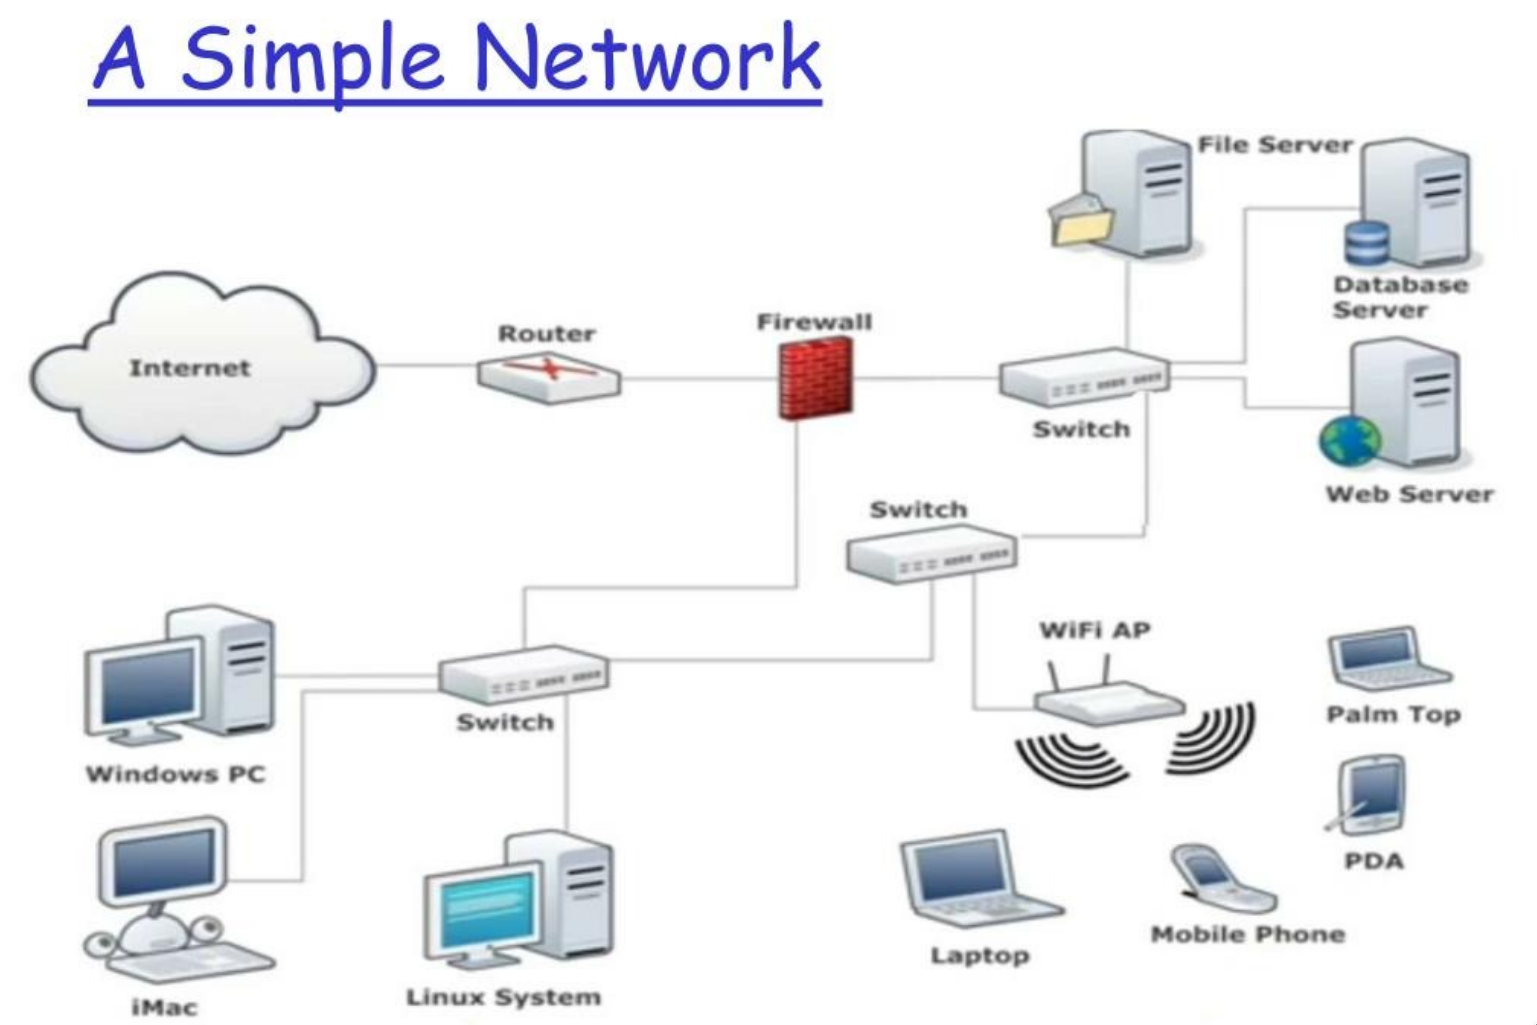 A Simple Network
File Server
Database
Server
Internet
Router
Firewall
Switch
Web Server
Switch
WiFi AP
Palm Top
Switch
Windows PC
PDA
Mobile Phone
Laptop
Linux System
iMac